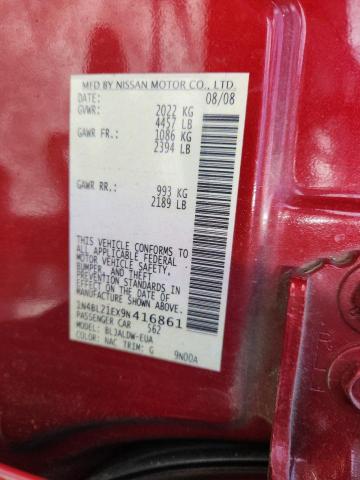 MFD BY NISSAN MOTOR CO., LTD.
DATE: 08/08
GVWR: 2022 KG
4457 LB
GAWR FR.: 1086 KG
2394 LB
GAWR RR.: 993 KG
2189 LB
THIS VEHICLE CONFORMS TO
ALL APPLICABLE FEDERAL
MOTOR VEHICLE SAFETY,
BUMPER, AND THEFT
PREVENTION STANDARDS IN
EFFECT ON THE DATE OF
MANUFACTURE SHOWN ABOVE.
1N4BL21EX9N416861
PASSENGER CAR S62
MODEL: BLJALDW-EUA
COLOR: NAC TRIM: G 9N00A